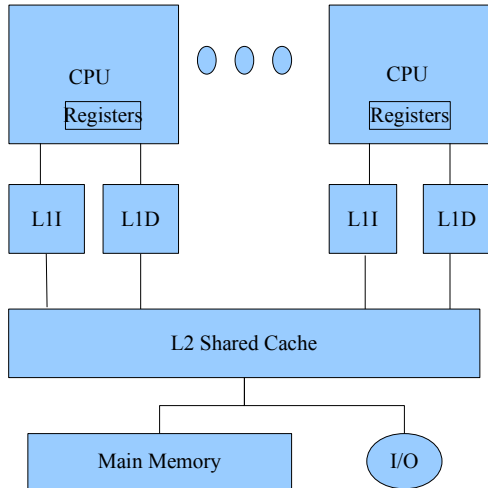 CPU
CPU
Registers
Registers
L1I
L1D
L1I
L1D
L2 Shared Cache
Main Memory
I/O